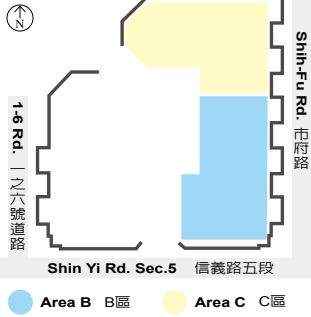 N
Shih-Fu Rd. 市府路
1-6 Rd. 一之六號道路
Shin Yi Rd. Sec.5 信義路五段
Area B B區
Area C C區